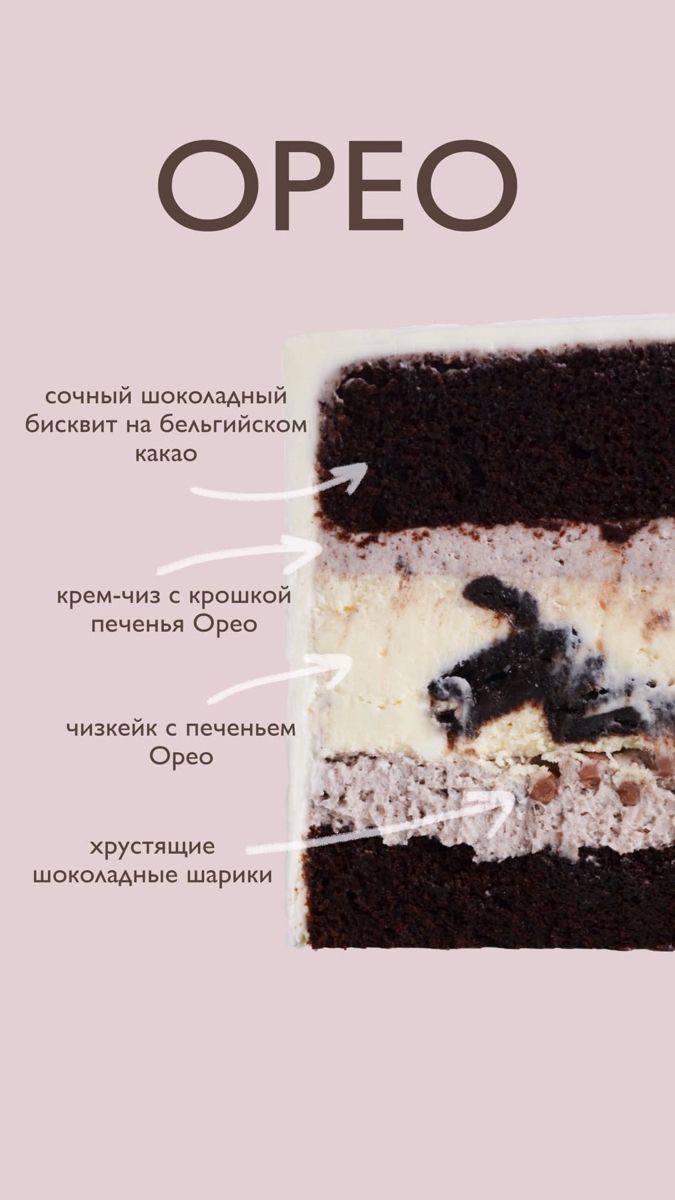 ОРЕО
сочный шоколадный
бисквит на бельгийском
какао
крем-чиз с крошкой
печенья Орео
чизкейк с печеньем
Орео
хрустящие
шоколадные шарики